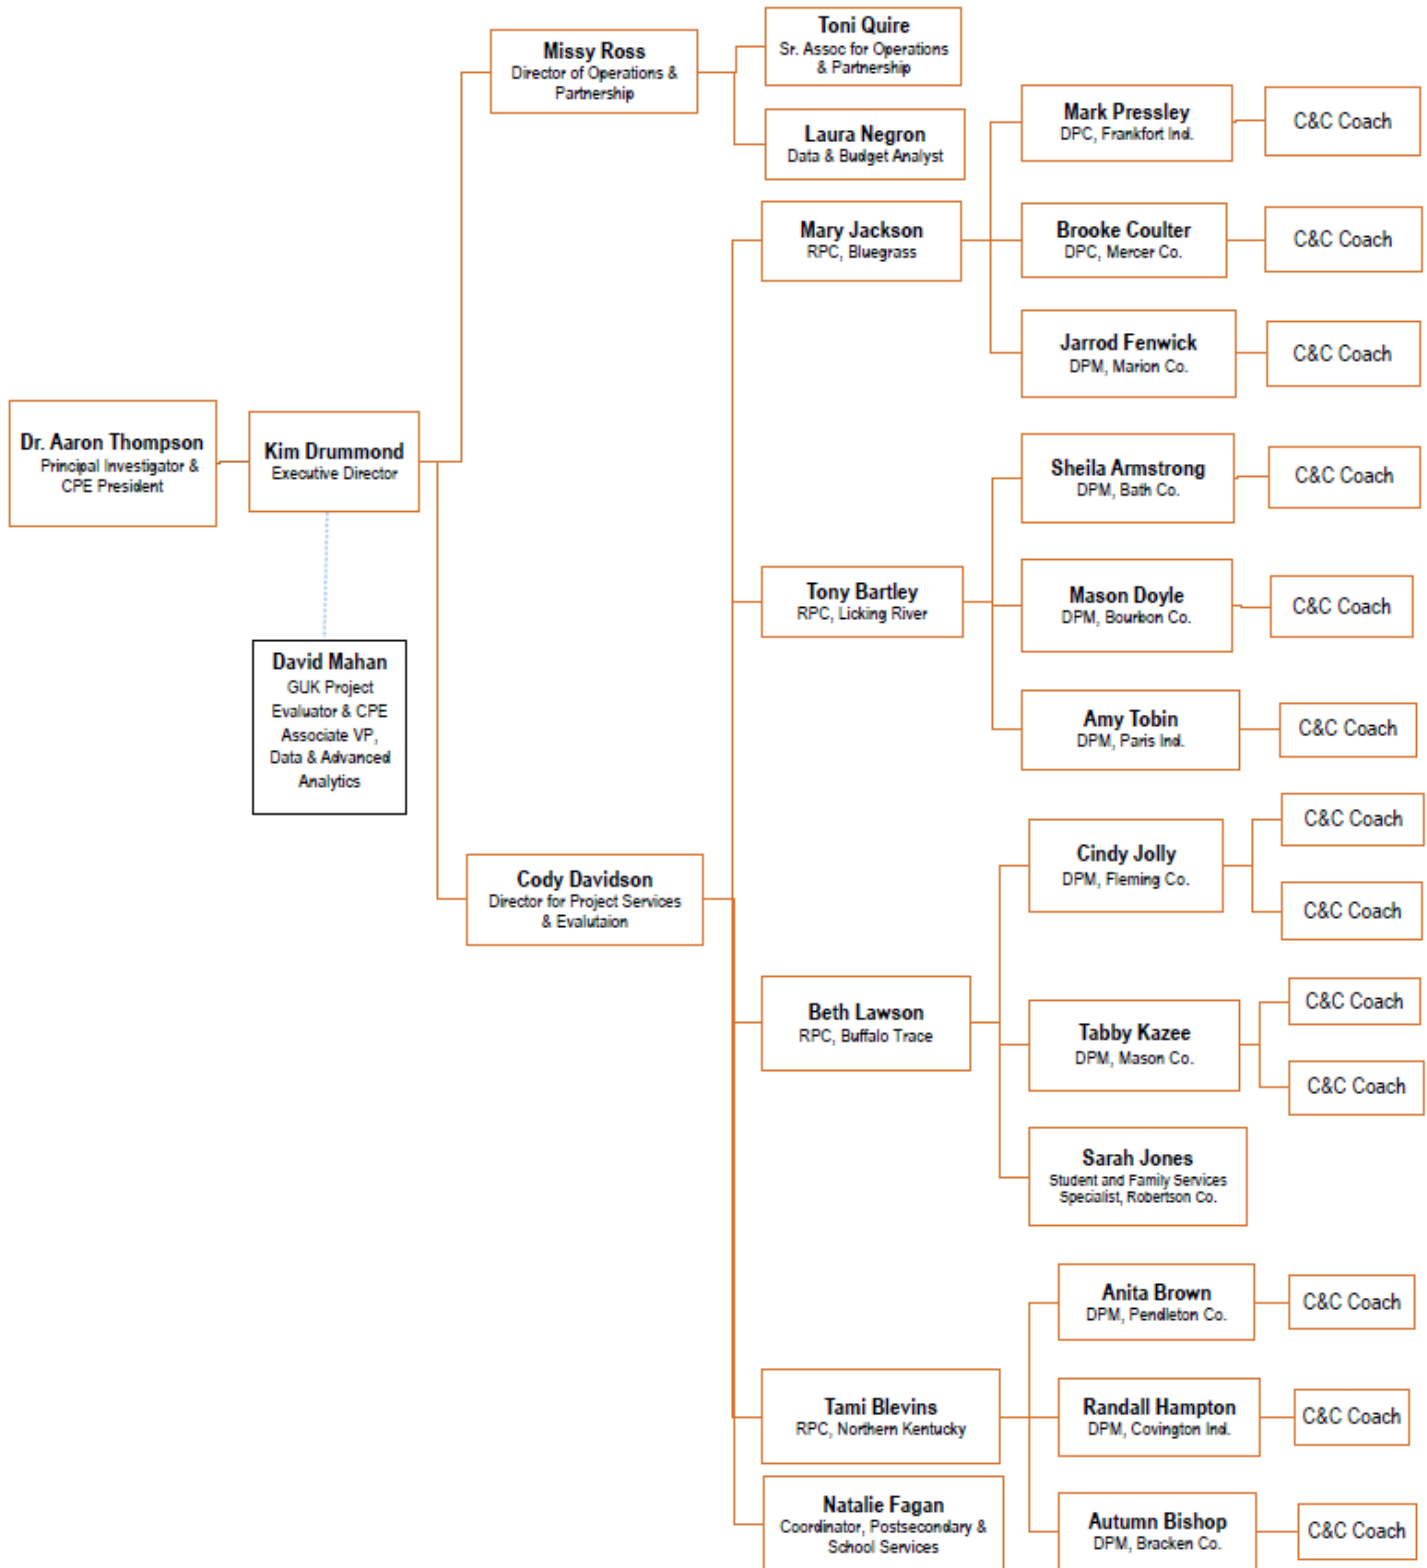 Dr. Aaron Thompson
Principal Investigator &
CPE President
Kim Drummond
Executive Director
David Mahan
GUK Project
Evaluator & CPE
Associate VP,
Data & Advanced
Analytics
Missy Ross
Director of Operations &
Partnership
Toni Quire
Sr. Assoc for Operations
& Partnership
Laura Negron
Data & Budget Analyst
Cody Davidson
Director for Project Services
& Evalutaion
Mary Jackson
RPC, Bluegrass
Mark Pressley
DPC, Frankfort Ind.
C&C Coach
Brooke Coulter
DPC, Mercer Co.
C&C Coach
Jarrod Fenwick
DPM, Marion Co.
C&C Coach
Tony Bartley
RPC, Licking River
Sheila Armstrong
DPM, Bath Co.
C&C Coach
Mason Doyle
DPM, Bourbon Co.
C&C Coach
Amy Tobin
DPM, Paris Ind.
C&C Coach
Beth Lawson
RPC, Buffalo Trace
Cindy Jolly
DPM, Fleming Co.
C&C Coach
C&C Coach
Tabby Kazee
DPM, Mason Co.
C&C Coach
C&C Coach
Sarah Jones
Student and Family Services
Specialist, Robertson Co.
Tami Blevins
RPC, Northern Kentucky
Anita Brown
DPM, Pendleton Co.
C&C Coach
Randall Hampton
DPM, Covington Ind.
C&C Coach
Autumn Bishop
DPM, Bracken Co.
C&C Coach
Natalie Fagan
Coordinator, Postsecondary &
School Services